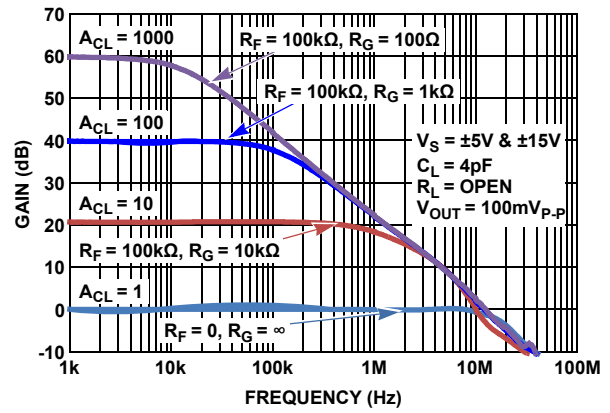 70
60
50
40
30
20
10
0
-10
GAIN (dB)
A_CL = 1000
R_F = 100kΩ, R_G = 100Ω
R_F = 100kΩ, R_G = 1kΩ
A_CL = 100
V_S = ±5V & ±15V
C_L = 4pF
R_L = OPEN
V_OUT = 100mV_P-P
A_CL = 10
R_F = 100kΩ, R_G = 10kΩ
A_CL = 1
R_F = 0, R_G = ∞
1k 10k 100k 1M 10M 100M
FREQUENCY (Hz)